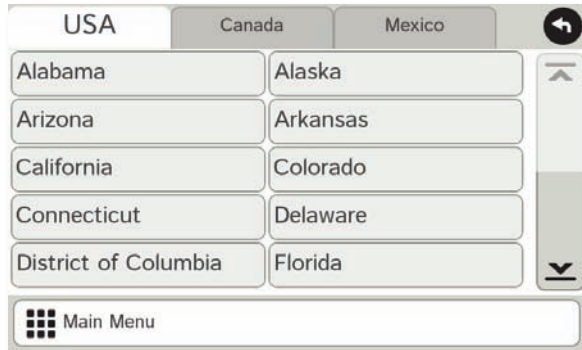 USA Canada Mexico
Alabama Alaska
Arizona Arkansas
California Colorado
Connecticut Delaware
District of Columbia Florida
Main Menu